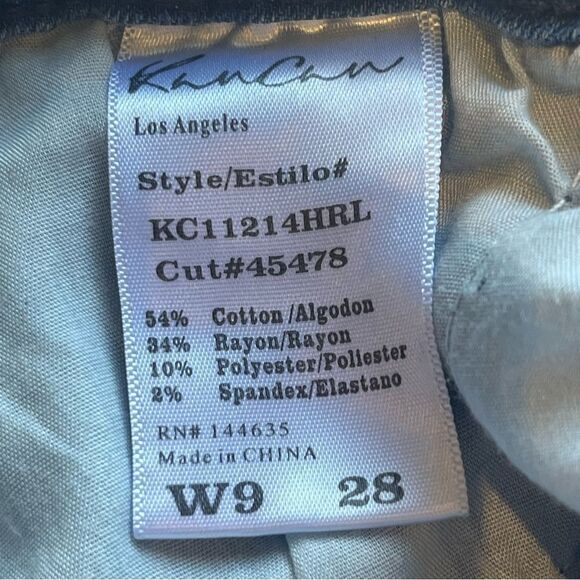 KanCan
Los Angeles
Style/Estilo#
KC11214HRL
Cut#45478
54% Cotton/Algodon
34% Rayon/Rayon
10% Polyester/Poliester
2% Spandex/Elastano
RN# 144635
Made in CHINA
W9 28